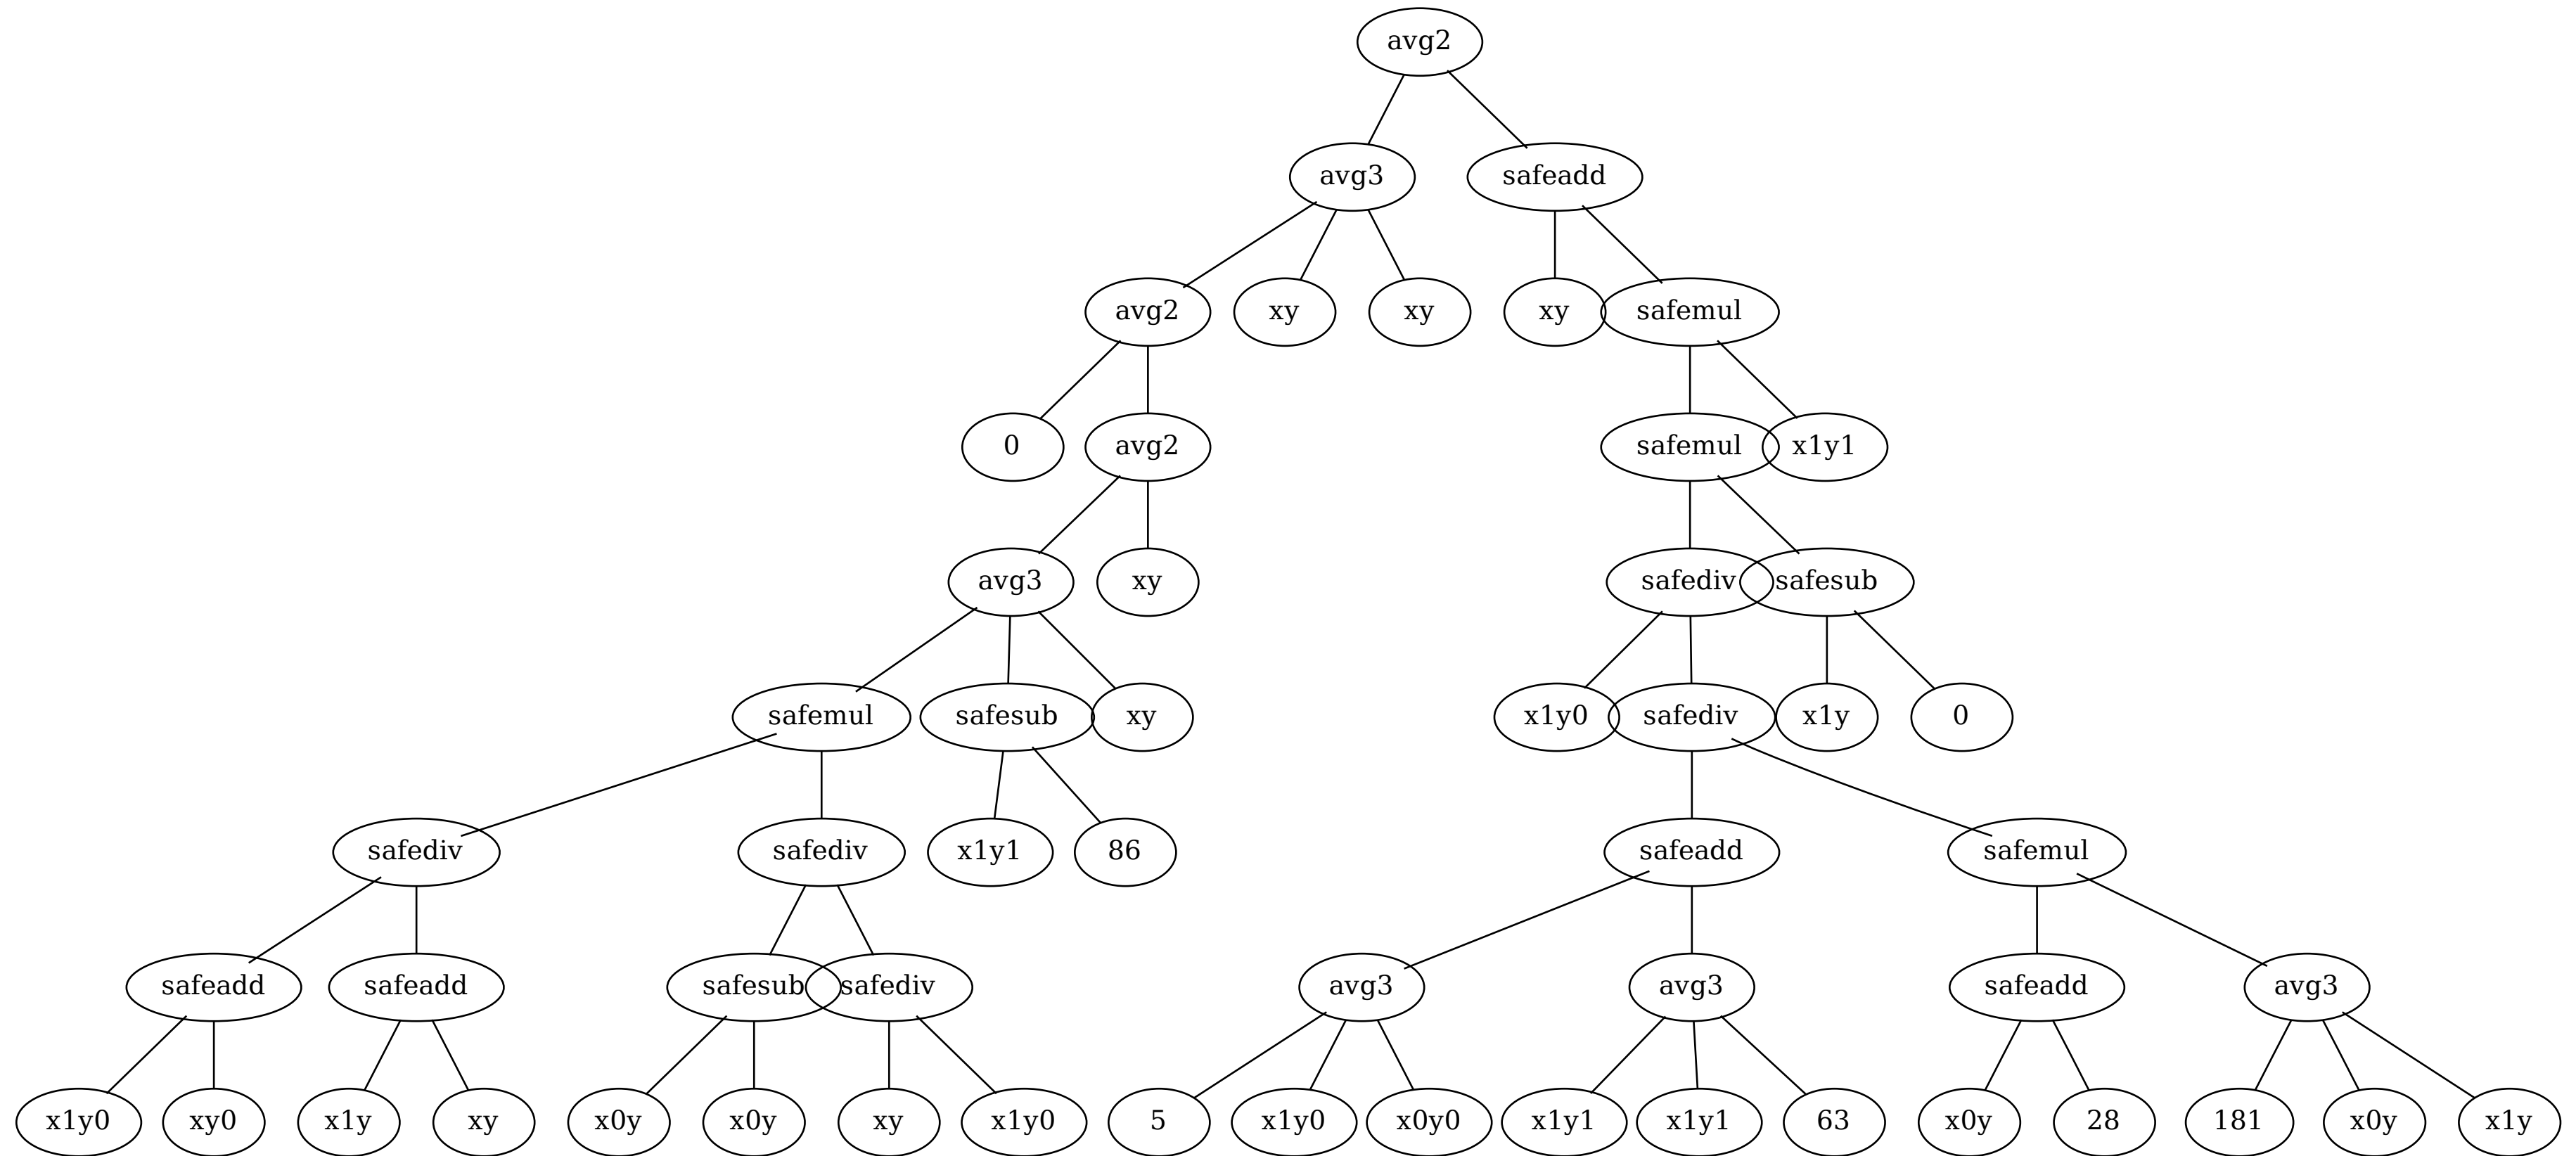 avg2
avg3 safeadd
avg2 xy xy xy safemul
0 avg2 safemul x1y1
avg3 xy safediv safesub
safemul safesub xy x1y0 safediv x1y 0
safediv safediv x1y1 86 safeadd safemul
safeadd safeadd safesub safediv avg3 avg3 safeadd avg3
x1y0 xy0 x1y xy x0y x0y xy x1y0 5 x1y0 x0y0 x1y1 x1y1 63 x0y 28 181 x0y x1y